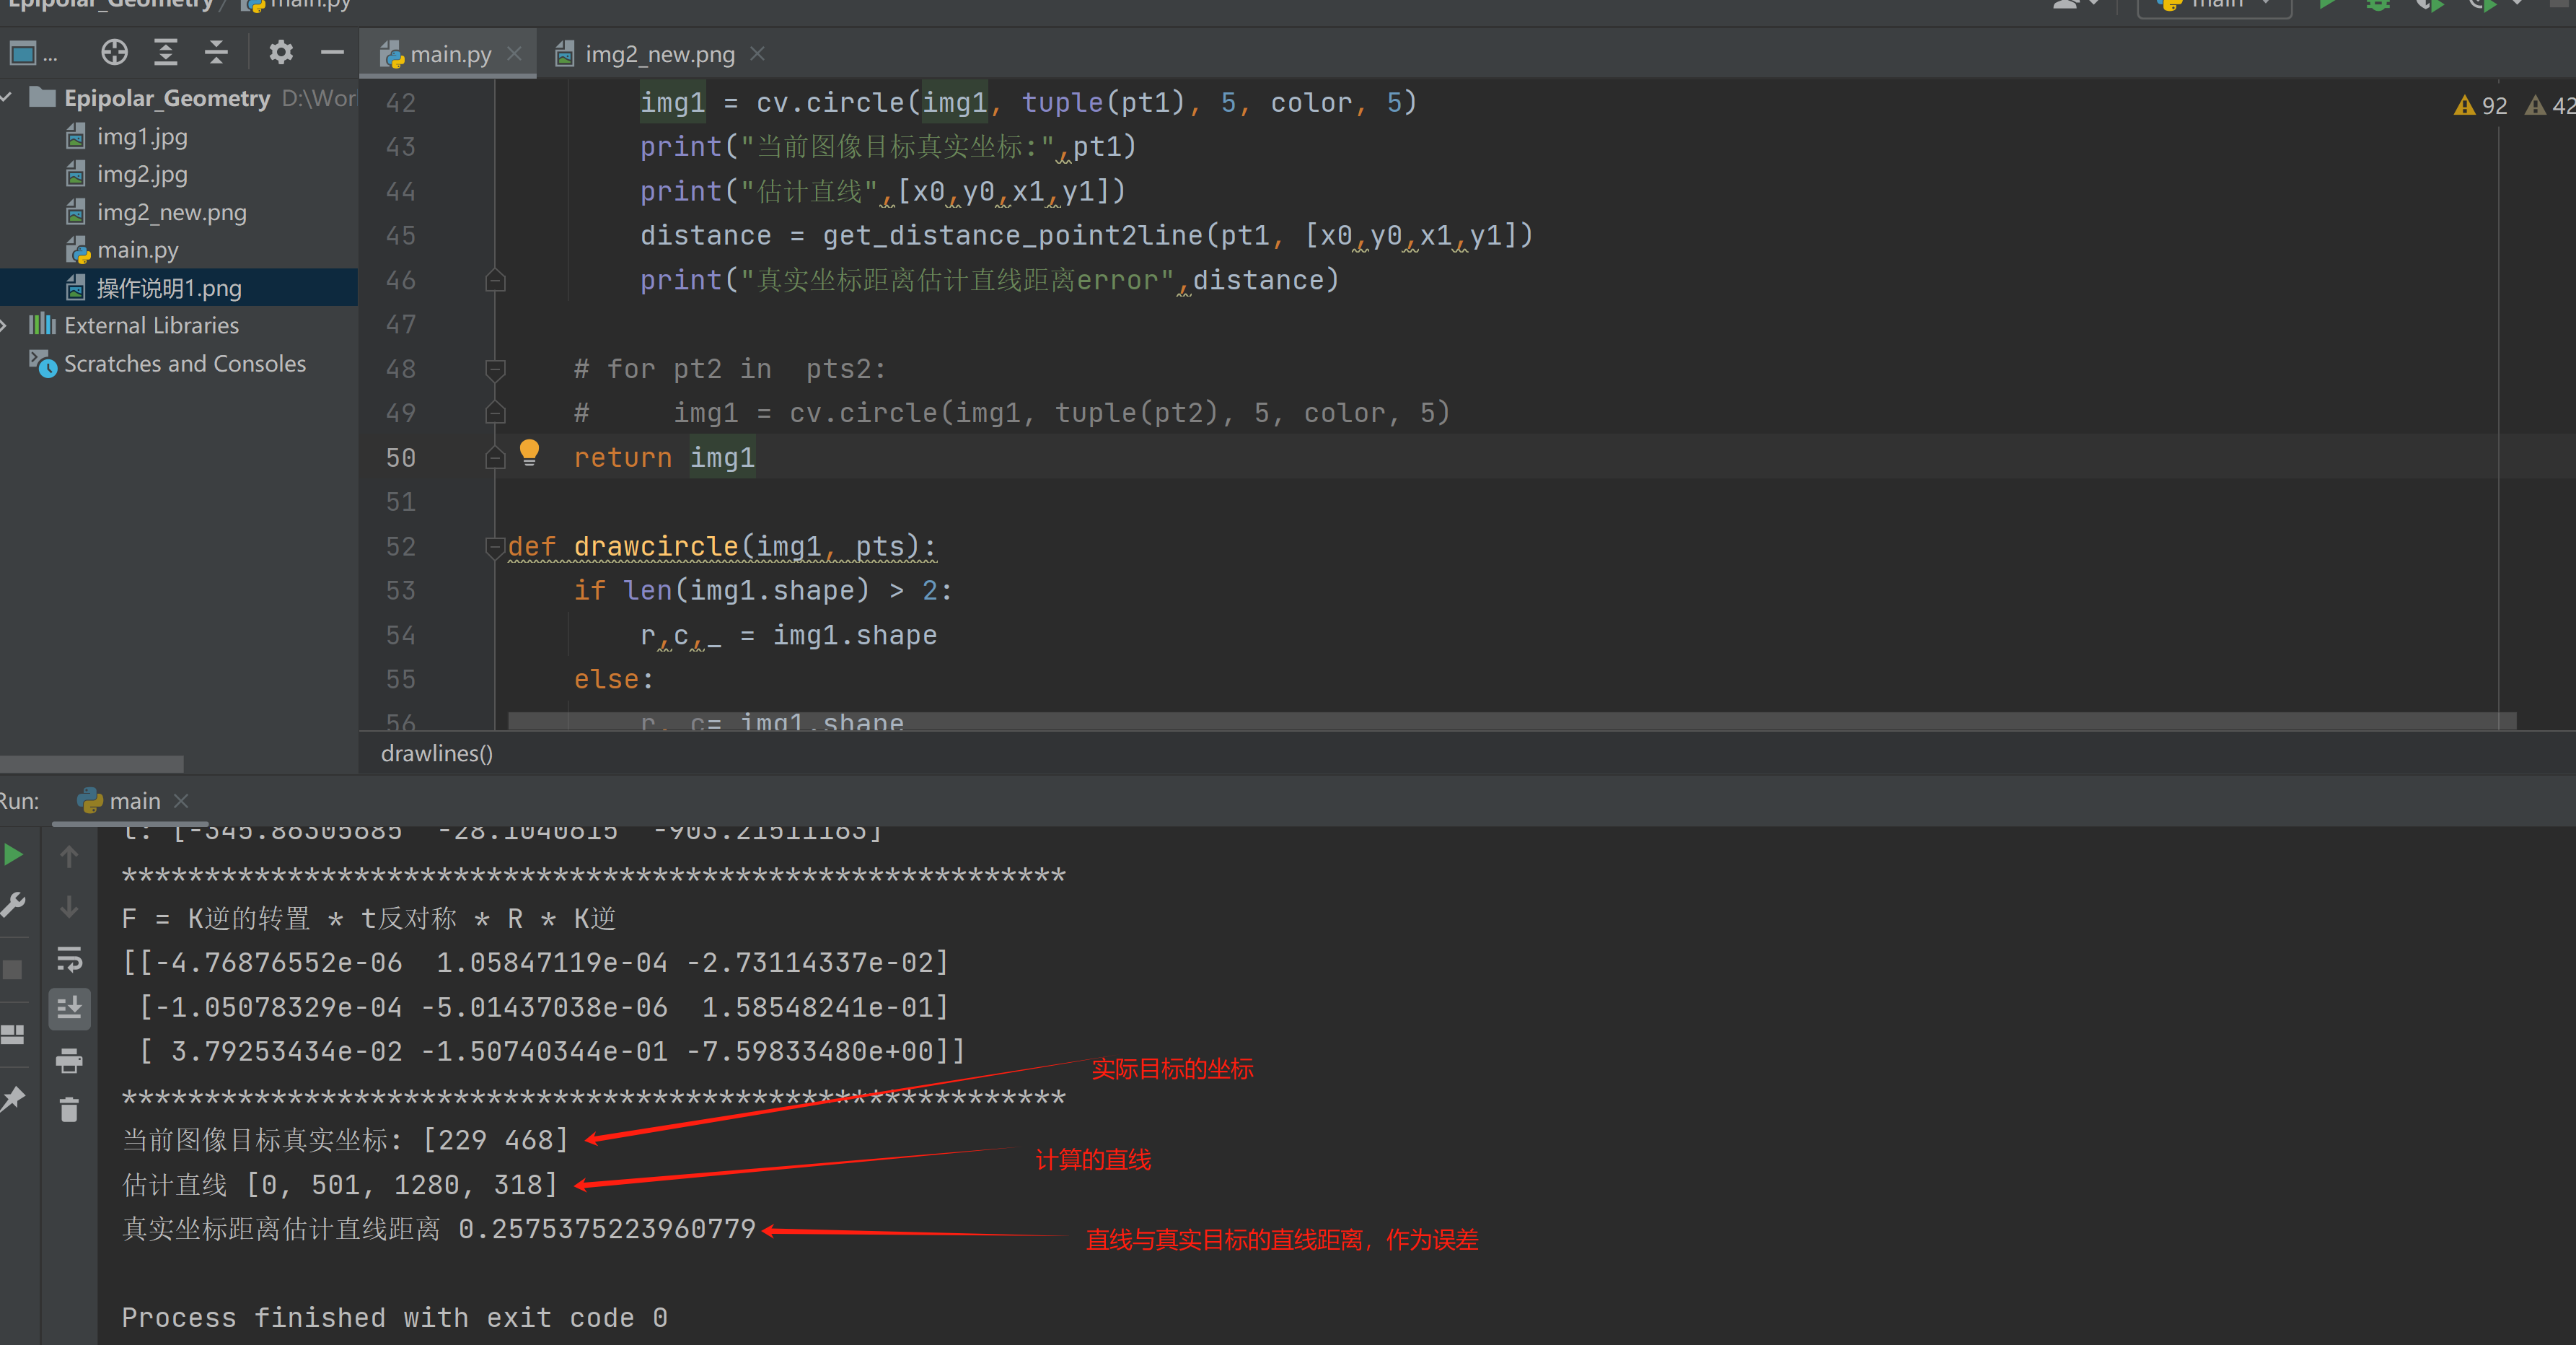 Epipolar_Geometry / main.py
main
...
main.py
img2_new.png
Epipolar_Geometry D:\Wor
img1.jpg
img2.jpg
img2_new.png
main.py
操作说明1.png
External Libraries
Scratches and Consoles
92 42
42 img1 = cv.circle(img1, tuple(pt1), 5, color, 5)
43 print("当前图像目标真实坐标:",pt1)
44 print("估计直线",[x0,y0,x1,y1])
45 distance = get_distance_point2line(pt1, [x0,y0,x1,y1])
46 print("真实坐标距离估计直线距离error",distance)
47
48 # for pt2 in  pts2:
49 #     img1 = cv.circle(img1, tuple(pt2), 5, color, 5)
50 return img1
51
52 def drawcircle(img1, pts):
53 if len(img1.shape) > 2:
54 r,c,_ = img1.shape
55 else:
56 r, c= img1.shape
drawlines()
Run:
main
t: [-345.86305685  -28.1040615  -903.21511163]
*********************************************************
F = K逆的转置 * t反对称 * R * K逆
[[-4.76876552e-06  1.05847119e-04 -2.73114337e-02]
[-1.05078329e-04 -5.01437038e-06  1.58548241e-01]
[ 3.79253434e-02 -1.50740344e-01 -7.59833480e+00]]
*********************************************************
实际目标的坐标
当前图像目标真实坐标: [229 468]
计算的直线
估计直线 [0, 501, 1280, 318]
真实坐标距离估计直线距离 0.2575375223960779
直线与真实目标的直线距离，作为误差
Process finished with exit code 0